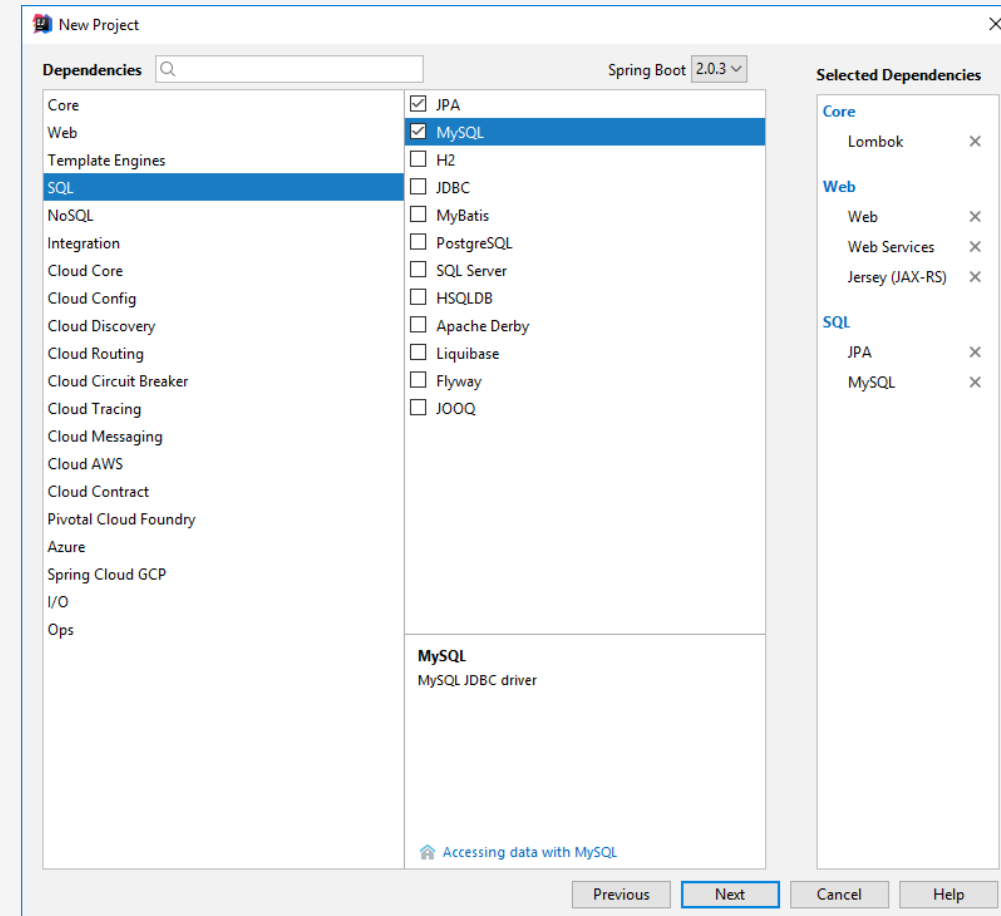 New Project
Dependencies
Spring Boot 2.0.3
Core
Web
Template Engines
SQL
NoSQL
Integration
Cloud Core
Cloud Config
Cloud Discovery
Cloud Routing
Cloud Circuit Breaker
Cloud Tracing
Cloud Messaging
Cloud AWS
Cloud Contract
Pivotal Cloud Foundry
Azure
Spring Cloud GCP
I/O
Ops
JPA
MySQL
H2
JDBC
MyBatis
PostgreSQL
SQL Server
HSQLDB
Apache Derby
Liquibase
Flyway
JOOQ
MySQL
MySQL JDBC driver
Accessing data with MySQL
Selected Dependencies
Core
Lombok
Web
Web
Web Services
Jersey (JAX-RS)
SQL
JPA
MySQL
Previous
Next
Cancel
Help